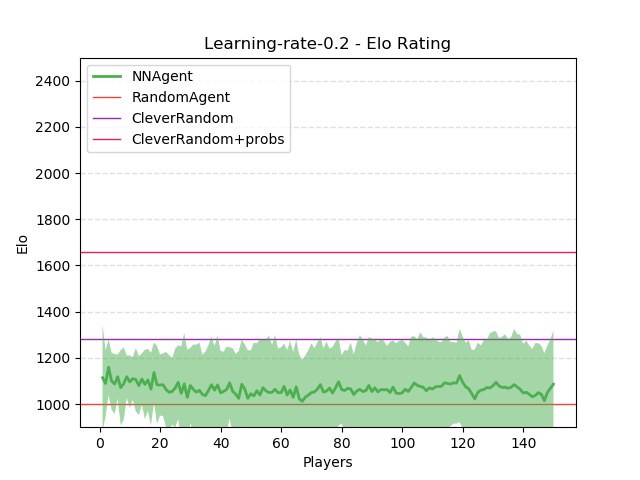 Learning-rate-0.2 - Elo Rating
NNAgent
RandomAgent
CleverRandom
CleverRandom+probs
2400
2200
2000
1800
1600
1400
1200
1000
Elo
0
20
40
60
80
100
120
140
Players